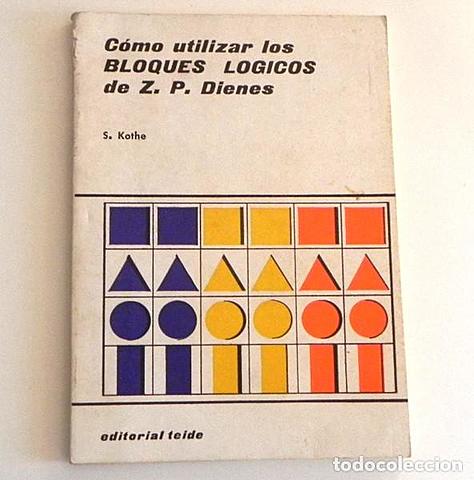 Cómo utilizar los
BLOQUES LOGICOS
de Z. P. Dienes
S. Kothe
editorial teide
todocoleccion